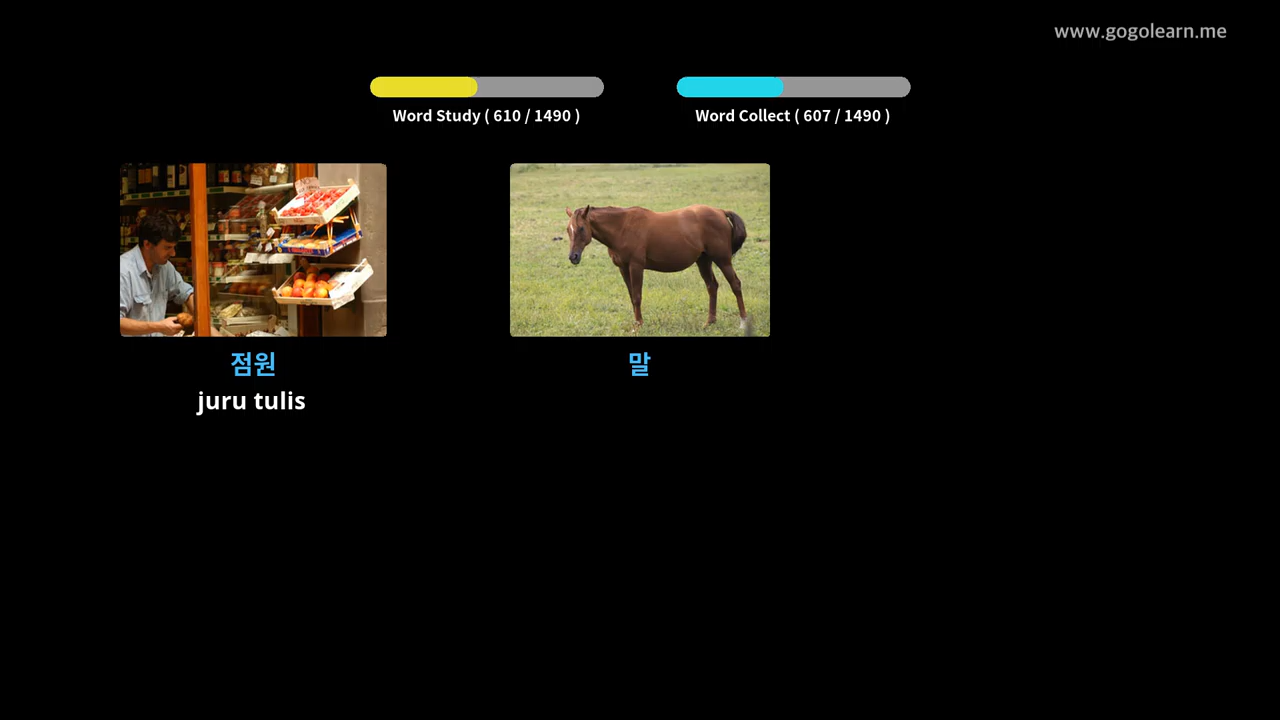 www.gogolearn.me
Word Study ( 610 / 1490 )
Word Collect ( 607 / 1490 )
점원
juru tulis
말